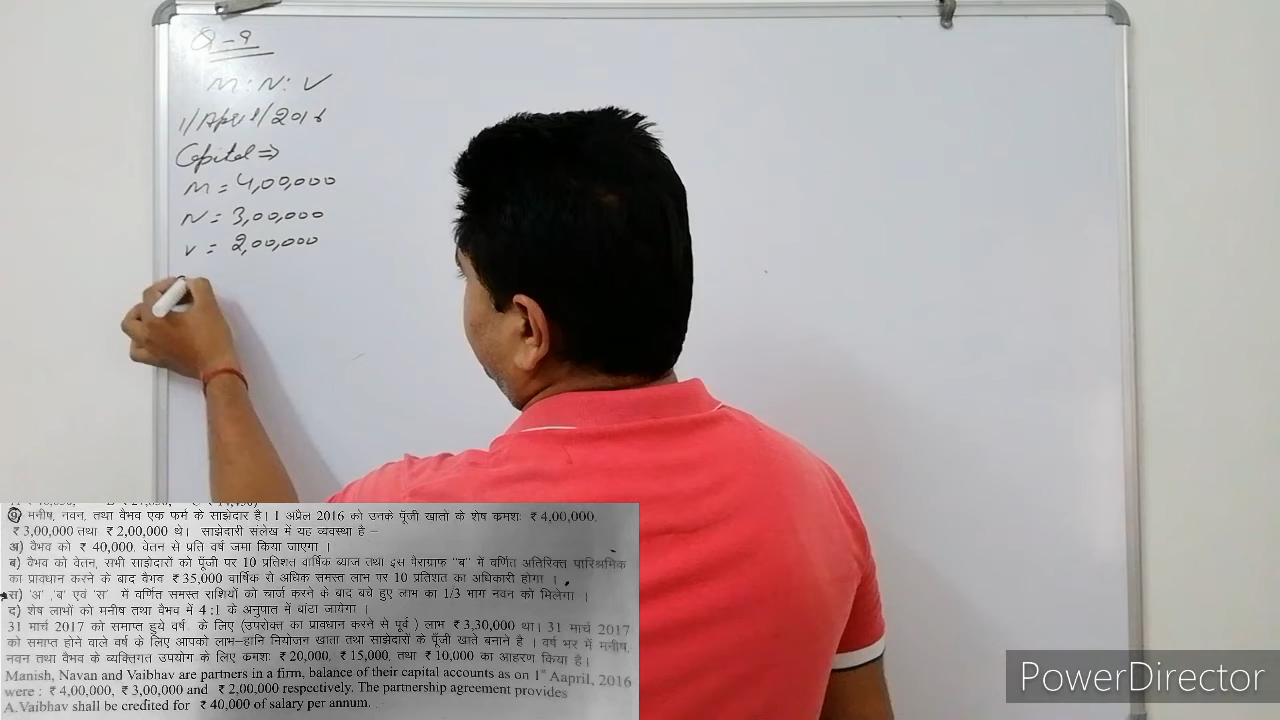 Q-9
M : N : V
1/April/2016
Capital ⇒
M = 4,00,000
N = 3,00,000
V = 2,00,000
9 मनीष, नवन, तथा वैभव एक फर्म के साझेदार है। 1 अप्रैल 2016 को उनके पूँजी खातो के शेष कमशः ₹ 4,00,000,
₹ 3,00,000 तथा ₹ 2,00,000 थे। साझेदारी संलेख में यह व्यवस्था है –
अ) वैभव को ₹ 40,000. वेतन से प्रति वर्ष जमा किया जाएगा ।
ब) वैभव को वेतन, सभी साझेदारों को पूँजी पर 10 प्रतिशत वार्षिक ब्याज तथा इस पैराग्राफ "ब" में वर्णित अतिरिक्त पारिश्रमिक
का प्रावधान करने के बाद वैभव ₹ 35,000 वार्षिक से अधिक समस्त लाभ पर 10 प्रतिशत का अधिकारी होगा ।
स) 'अ' ,ब' एवं 'स' में वर्णित समस्त राशियों को चार्ज करने के बाद बचे हुए लाभ का 1/3 भाग नवन को मिलेगा ।
द) शेष लाभों को मनीष तथा वैभव में 4:1 के अनुपात में बांटा जायेगा ।
31 मार्च 2017 को समाप्त हुये वर्ष के लिए (उपरोक्त का प्रावधान करने से पूर्व ) लाभ ₹ 3,30,000 था। 31 मार्च 2017
को समाप्त होने वाले वर्ष के लिए आपको लाभ–हानि नियोजन खाता तथा साझेदारों के पूँजी खाते बनाने है । वर्ष भर में मनीष,
नवन तथा वैभव के व्यक्तिगत उपयोग के लिए कमशः ₹ 20,000, ₹ 15,000, तथा ₹ 10,000 का आहरण किया है।
Manish, Navan and Vaibhav are partners in a firm, balance of their capital accounts as on 1st Aapril, 2016
were : ₹ 4,00,000, ₹ 3,00,000 and ₹ 2,00,000 respectively. The partnership agreement provides
A. Vaibhav shall be credited for ₹ 40,000 of salary per annum.
PowerDirector